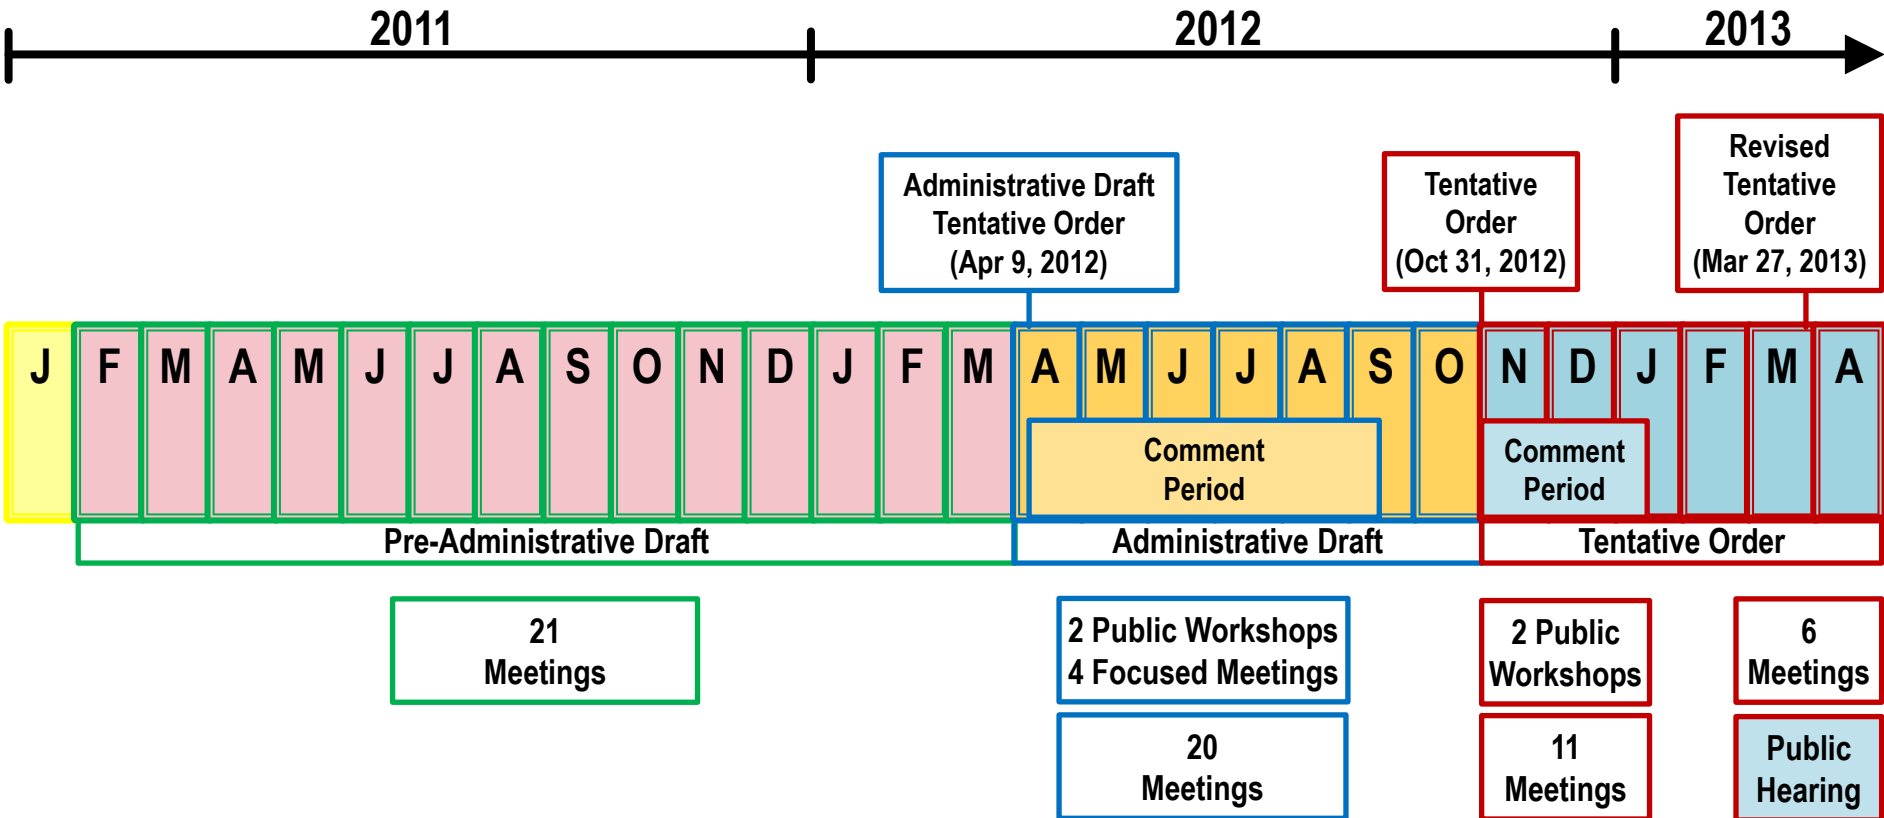 2011
2012
2013
Administrative Draft
Tentative Order
(Apr 9, 2012)
Tentative
Order
(Oct 31, 2012)
Revised
Tentative
Order
(Mar 27, 2013)
J F M A M J J A S O N D J F M A M J J A S O N D J F M A
Comment
Period
Comment
Period
Pre-Administrative Draft
Administrative Draft
Tentative Order
21
Meetings
2 Public Workshops
4 Focused Meetings
2 Public
Workshops
6
Meetings
20
Meetings
11
Meetings
Public
Hearing